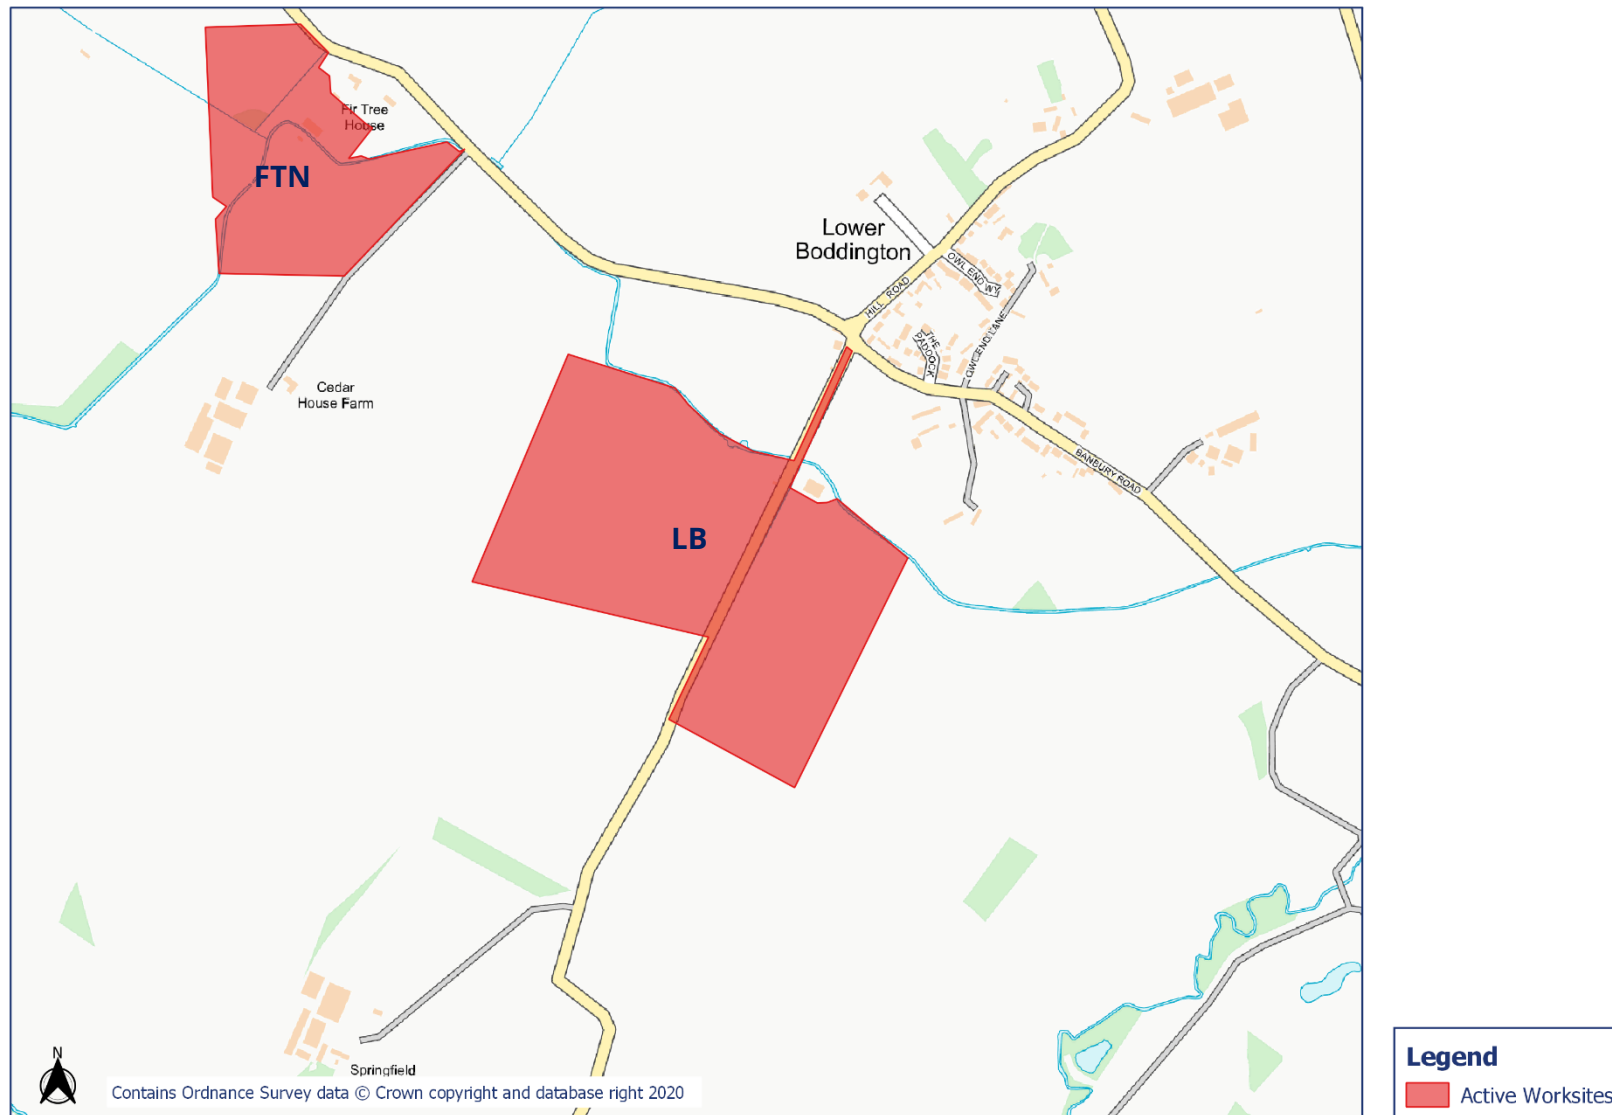 Fir Tree
House
FTN
Lower
Boddington
OWL END WY
HILL ROAD
THE
PADDOCK
OWL END LANE
Cedar
House Farm
BANBURY ROAD
LB
N
Springfield
Contains Ordnance Survey data © Crown copyright and database right 2020
Legend
Active Worksites